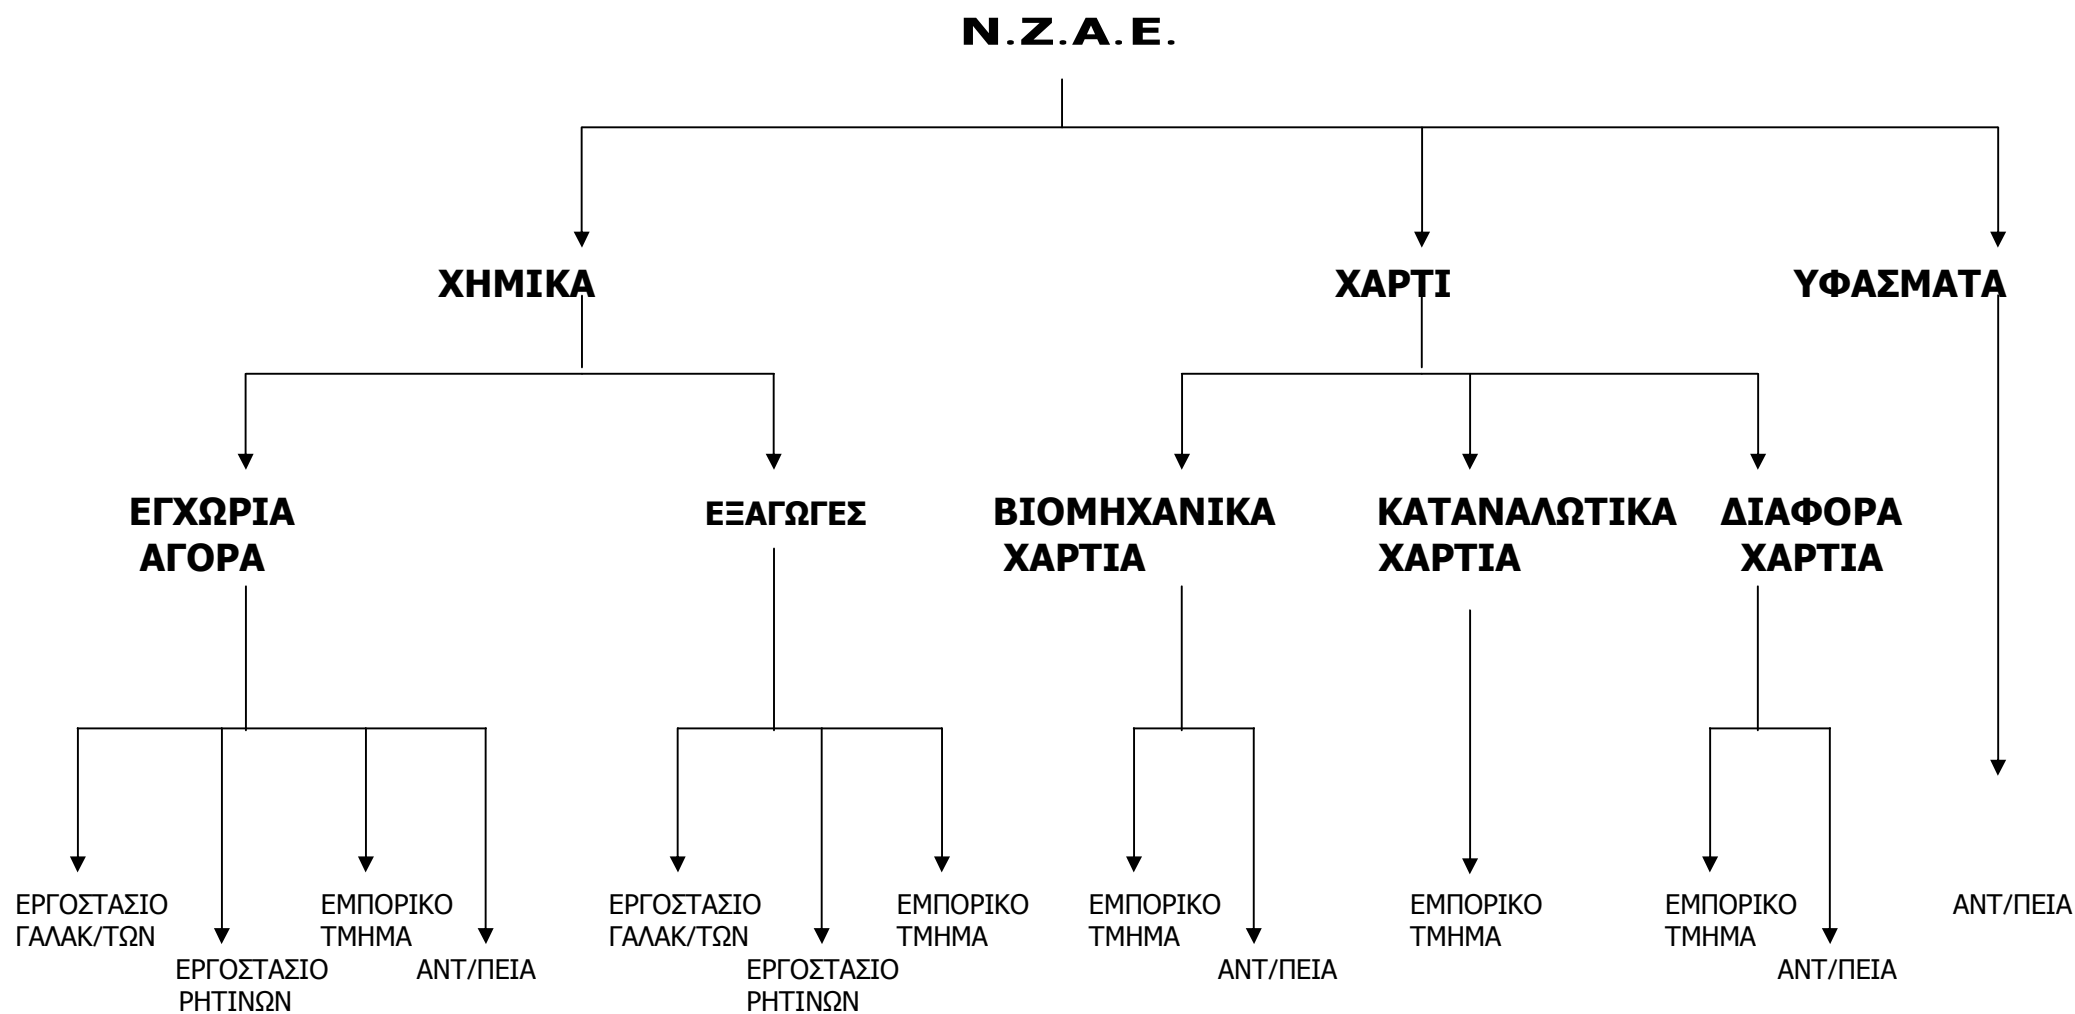 Ν.Ζ.Α.Ε.
ΧΗΜΙΚΑ
ΧΑΡΤΙ
ΥΦΑΣΜΑΤΑ
ΕΓΧΩΡΙΑ
ΑΓΟΡΑ
ΕΞΑΓΩΓΕΣ
ΒΙΟΜΗΧΑΝΙΚΑ
ΧΑΡΤΙΑ
ΚΑΤΑΝΑΛΩΤΙΚΑ
ΧΑΡΤΙΑ
ΔΙΑΦΟΡΑ
ΧΑΡΤΙΑ
ΕΡΓΟΣΤΑΣΙΟ
ΓΑΛΑΚ/ΤΩΝ
ΕΡΓΟΣΤΑΣΙΟ
ΡΗΤΙΝΩΝ
ΕΜΠΟΡΙΚΟ
ΤΜΗΜΑ
ΑΝΤ/ΠΕΙΑ
ΕΡΓΟΣΤΑΣΙΟ
ΓΑΛΑΚ/ΤΩΝ
ΕΡΓΟΣΤΑΣΙΟ
ΡΗΤΙΝΩΝ
ΕΜΠΟΡΙΚΟ
ΤΜΗΜΑ
ΕΜΠΟΡΙΚΟ
ΤΜΗΜΑ
ΑΝΤ/ΠΕΙΑ
ΕΜΠΟΡΙΚΟ
ΤΜΗΜΑ
ΕΜΠΟΡΙΚΟ
ΤΜΗΜΑ
ΑΝΤ/ΠΕΙΑ
ΑΝΤ/ΠΕΙΑ